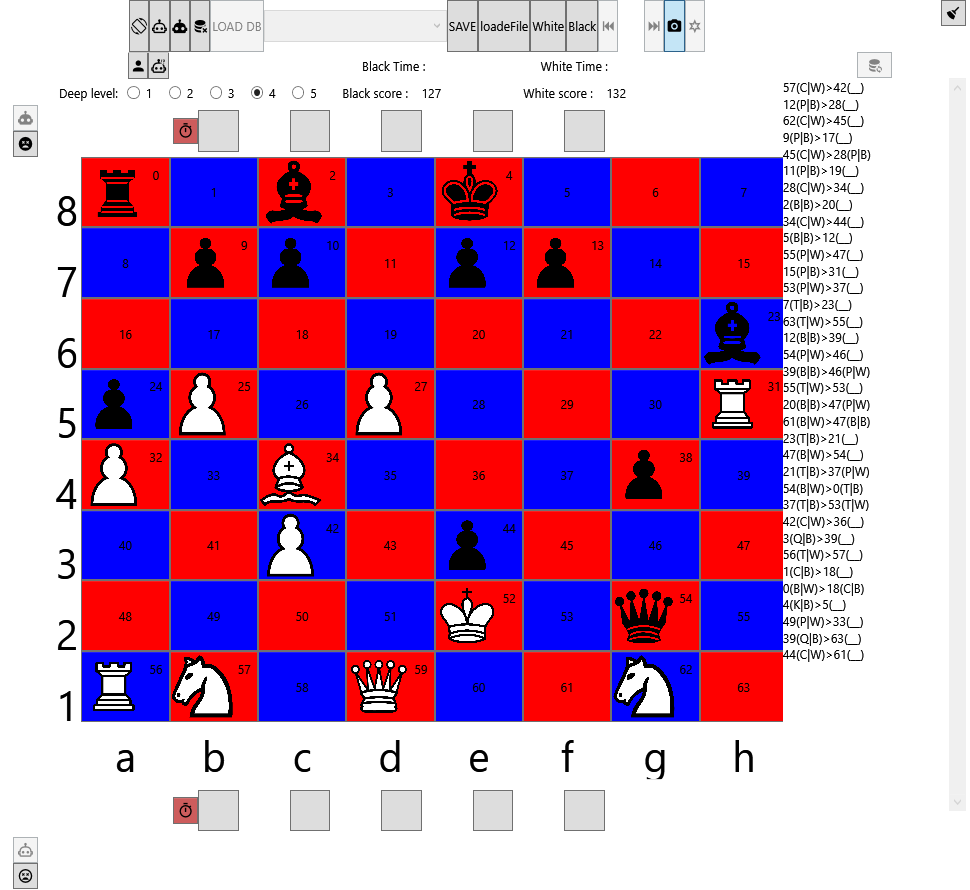 LOAD DB
SAVE loadeFile White Black
Black Time :
White Time :
Deep level: 1 2 3 4 5 Black score : 127 White score : 132
57(C|W)>42(__)
12(P|B)>28(__)
62(C|W)>45(__)
9(P|B)>17(__)
45(C|W)>28(P|B)
11(P|B)>19(__)
28(C|W)>34(__)
2(B|B)>20(__)
34(C|W)>44(__)
5(B|B)>12(__)
55(P|W)>47(__)
15(P|B)>31(__)
53(P|W)>37(__)
7(T|B)>23(__)
63(T|W)>55(__)
12(B|B)>39(__)
54(P|W)>46(__)
39(B|B)>46(P|W)
55(T|W)>53(__)
20(B|B)>47(P|W)
61(B|W)>47(B|B)
23(T|B)>21(__)
47(B|W)>54(__)
21(T|B)>37(P|W)
54(B|W)>0(T|B)
37(T|B)>53(T|W)
42(C|W)>36(__)
3(Q|B)>39(__)
56(T|W)>57(__)
1(C|B)>18(__)
0(B|W)>18(C|B)
4(K|B)>5(__)
49(P|W)>33(__)
39(Q|B)>63(__)
44(C|W)>61(__)
8 0 1 2 3 4 5 6 7
7 8 9 10 11 12 13 14 15
6 16 17 18 19 20 21 22 23
5 24 25 26 27 28 29 30 31
4 32 33 34 35 36 37 38 39
3 40 41 42 43 44 45 46 47
2 48 49 50 51 52 53 54 55
1 56 57 58 59 60 61 62 63
a b c d e f g h